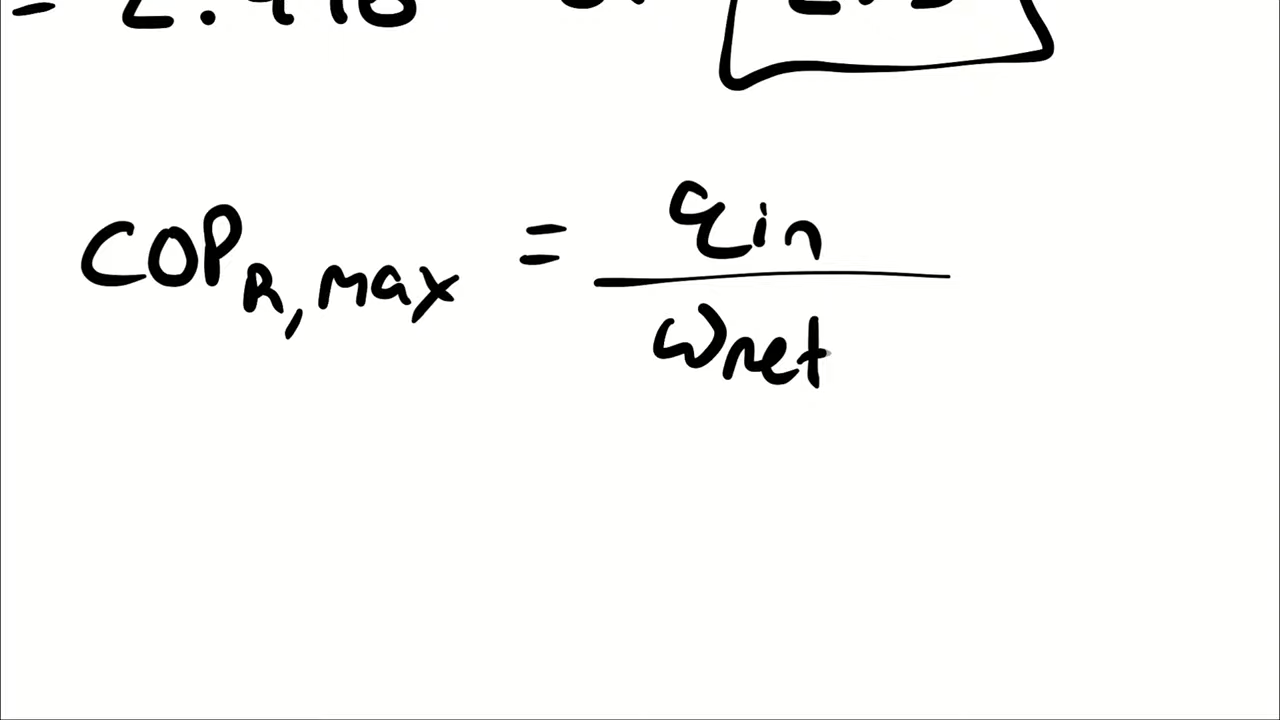 COP_R,max = q_in / w_net